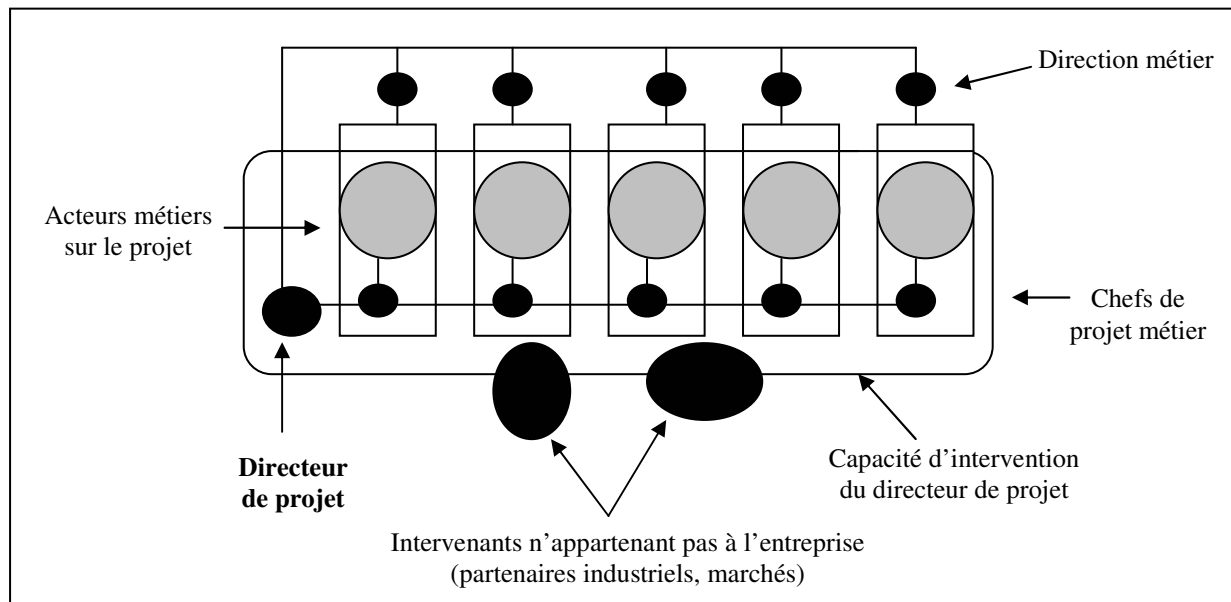 Direction métier
Acteurs métiers
sur le projet
Chefs de
projet métier
Directeur
de projet
Capacité d’intervention
du directeur de projet
Intervenants n’appartenant pas à l’entreprise
(partenaires industriels, marchés)